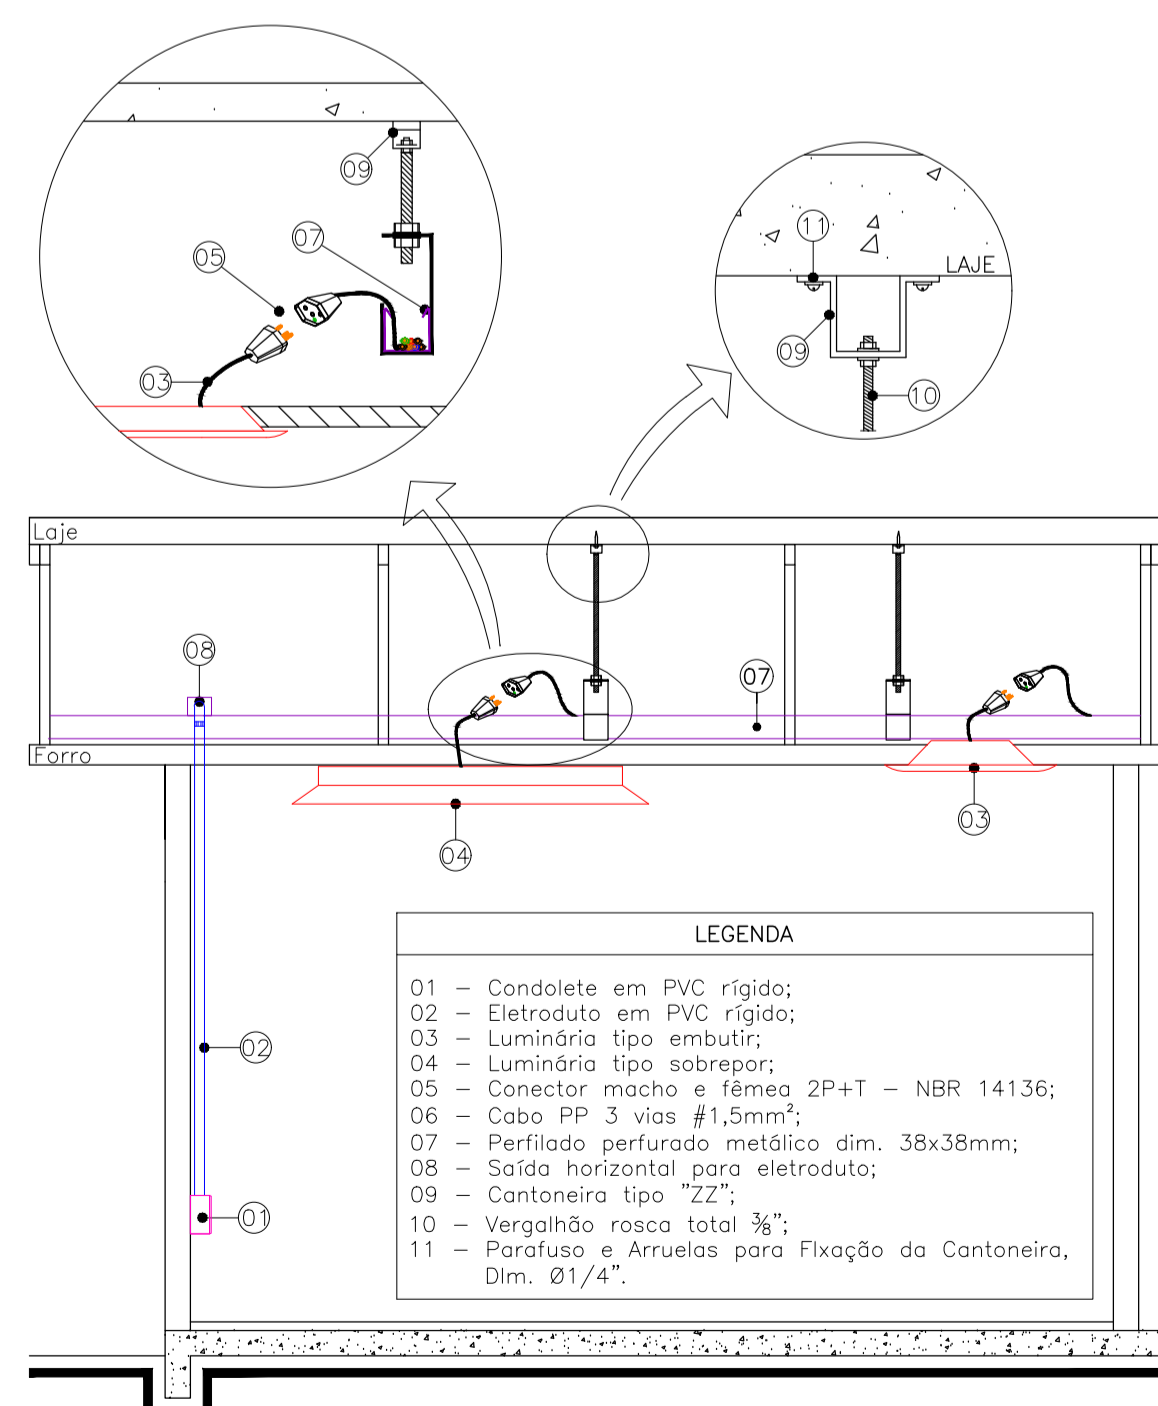 09
07
05
03
11
LAJE
09
10
Laje
08
07
Forro
03
04
02
01
LEGENDA
01 – Condolete em PVC rígido;
02 – Eletroduto em PVC rígido;
03 – Luminária tipo embutir;
04 – Luminária tipo sobrepor;
05 – Conector macho e fêmea 2P+T – NBR 14136;
06 – Cabo PP 3 vias #1,5mm²;
07 – Perfilado perfurado metálico dim. 38x38mm;
08 – Saída horizontal para eletroduto;
09 – Cantoneira tipo "ZZ";
10 – Vergalhão rosca total ⅜";
11 – Parafuso e Arruelas para FIxação da Cantoneira,
DIm. Ø1/4".